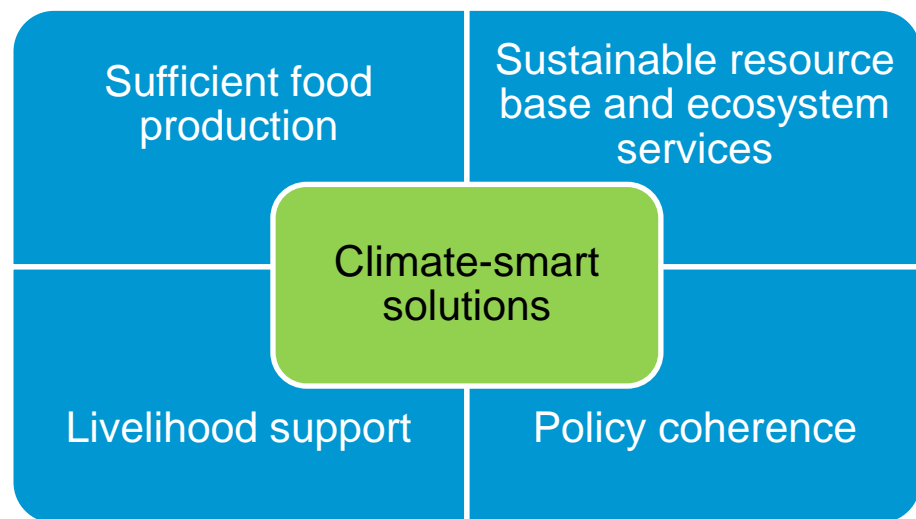 Sufficient food
production
Sustainable resource
base and ecosystem
services
Climate-smart
solutions
Livelihood support
Policy coherence